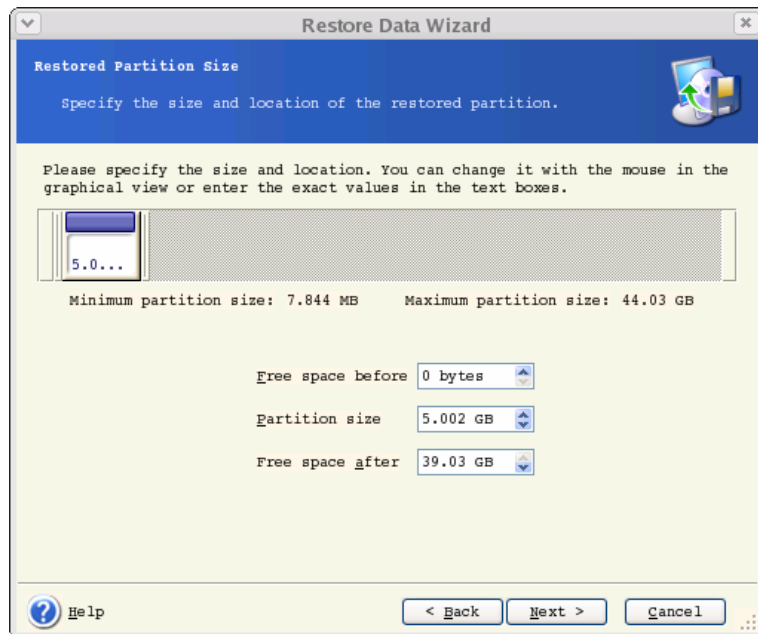 Restore Data Wizard
Restored Partition Size
Specify the size and location of the restored partition.
Please specify the size and location. You can change it with the mouse in the
graphical view or enter the exact values in the text boxes.
5.0...
Minimum partition size: 7.844 MB Maximum partition size: 44.03 GB
Free space before 0 bytes
Partition size 5.002 GB
Free space after 39.03 GB
Help < Back Next > Cancel